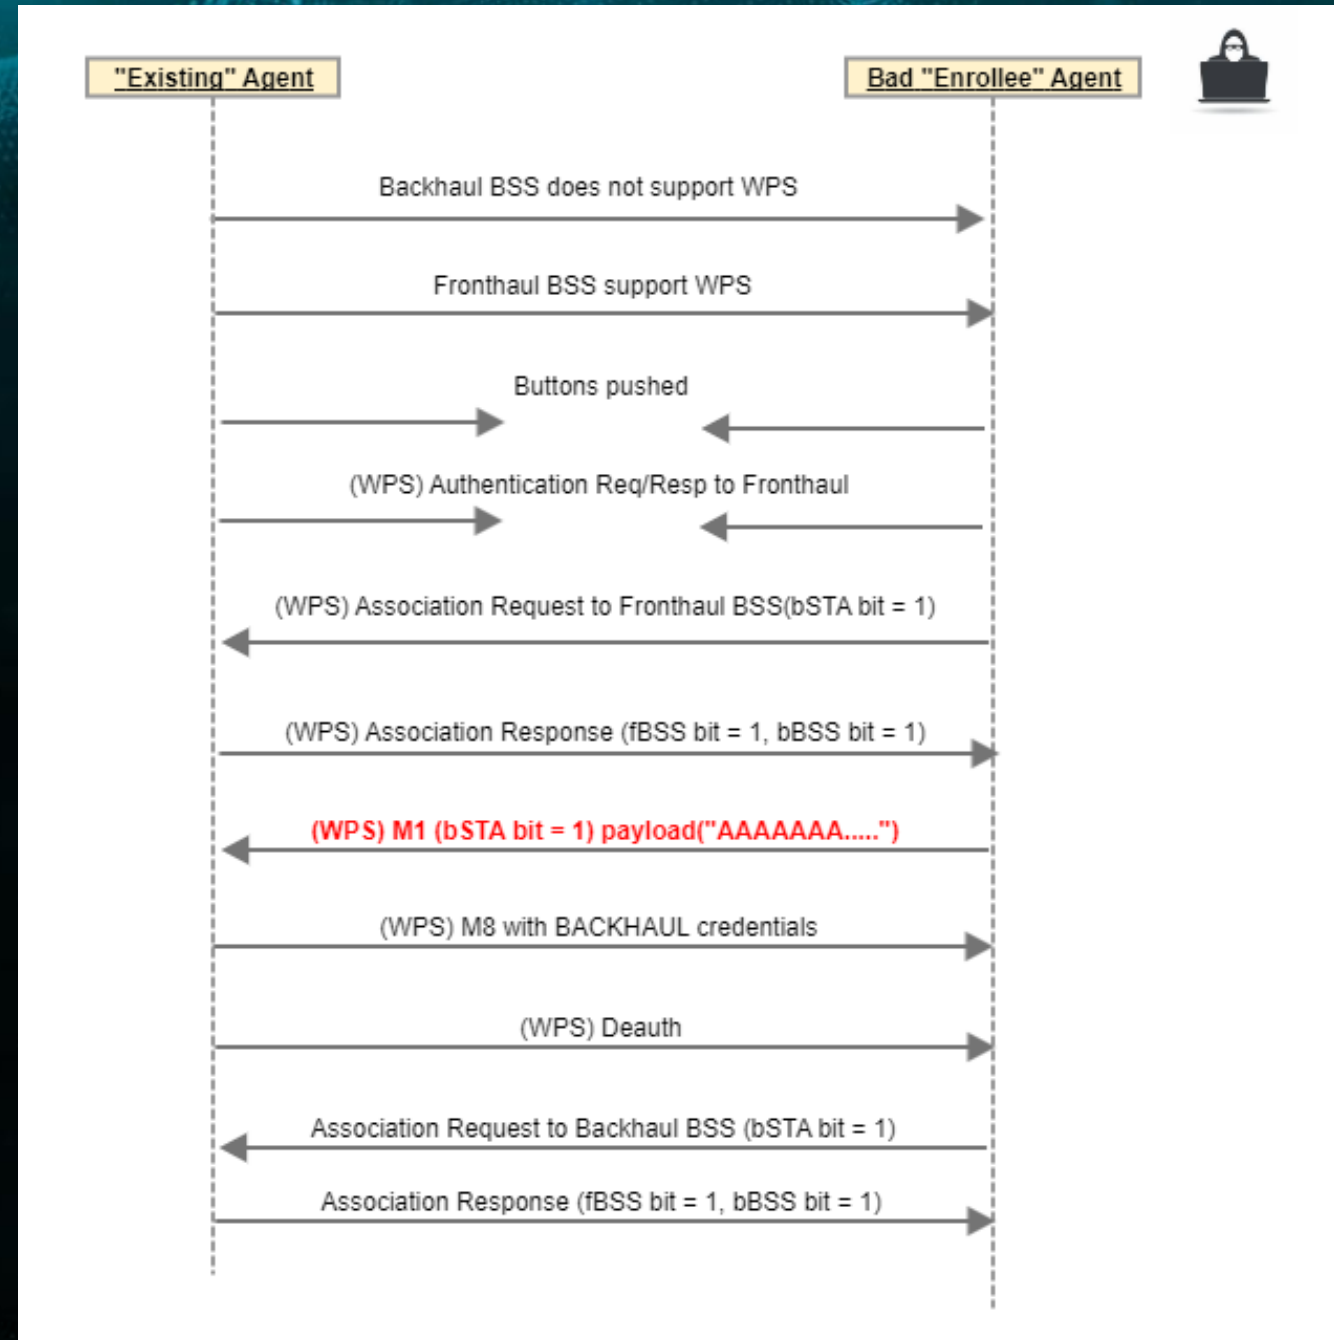 "Existing" Agent
Bad "Enrollee" Agent
Backhaul BSS does not support WPS
Fronthaul BSS support WPS
Buttons pushed
(WPS) Authentication Req/Resp to Fronthaul
(WPS) Association Request to Fronthaul BSS(bSTA bit = 1)
(WPS) Association Response (fBSS bit = 1, bBSS bit = 1)
(WPS) M1 (bSTA bit = 1) payload("AAAAAAA.....")
(WPS) M8 with BACKHAUL credentials
(WPS) Deauth
Association Request to Backhaul BSS (bSTA bit = 1)
Association Response (fBSS bit = 1, bBSS bit = 1)